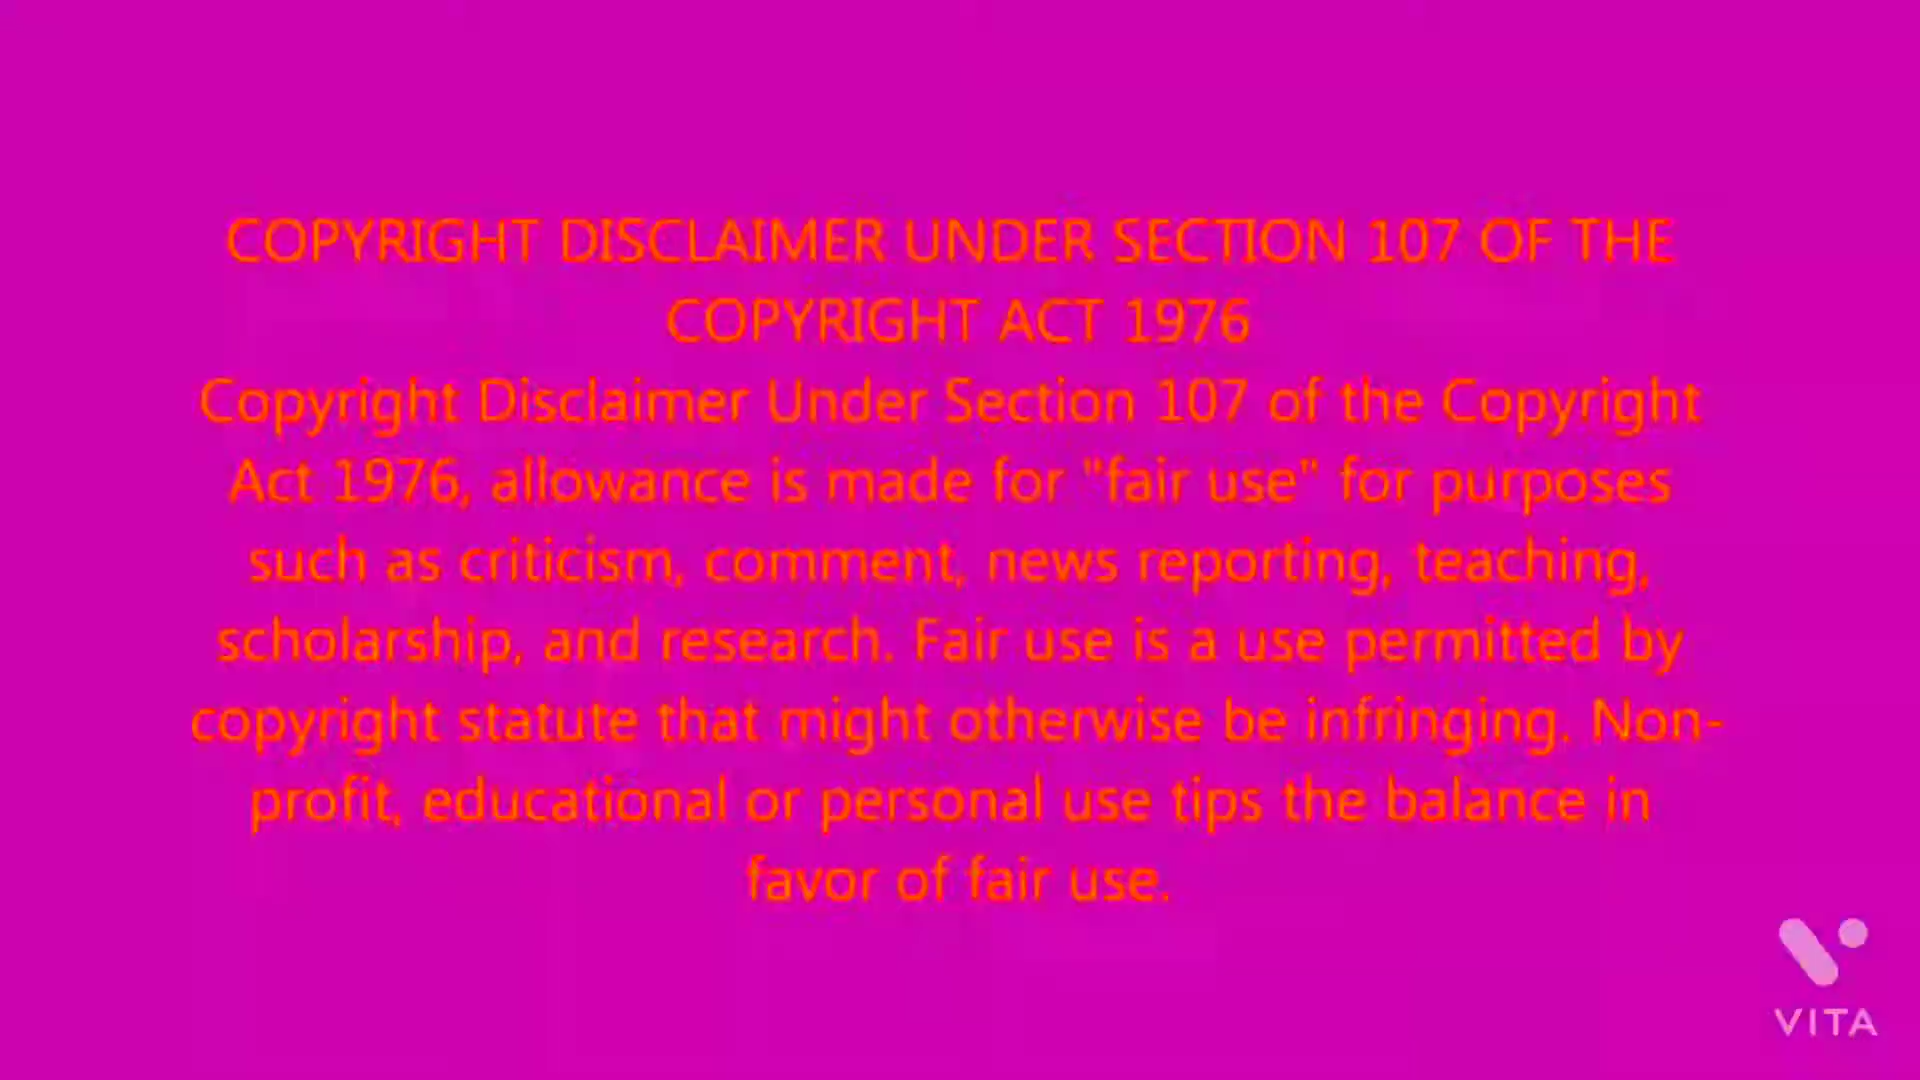 COPYRIGHT DISCLAIMER UNDER SECTION 107 OF THE
COPYRIGHT ACT 1976
Copyright Disclaimer Under Section 107 of the Copyright
Act 1976, allowance is made for "fair use" for purposes
such as criticism, comment, news reporting, teaching,
scholarship, and research. Fair use is a use permitted by
copyright statute that might otherwise be infringing. Non-
profit, educational or personal use tips the balance in
favor of fair use.
VITA